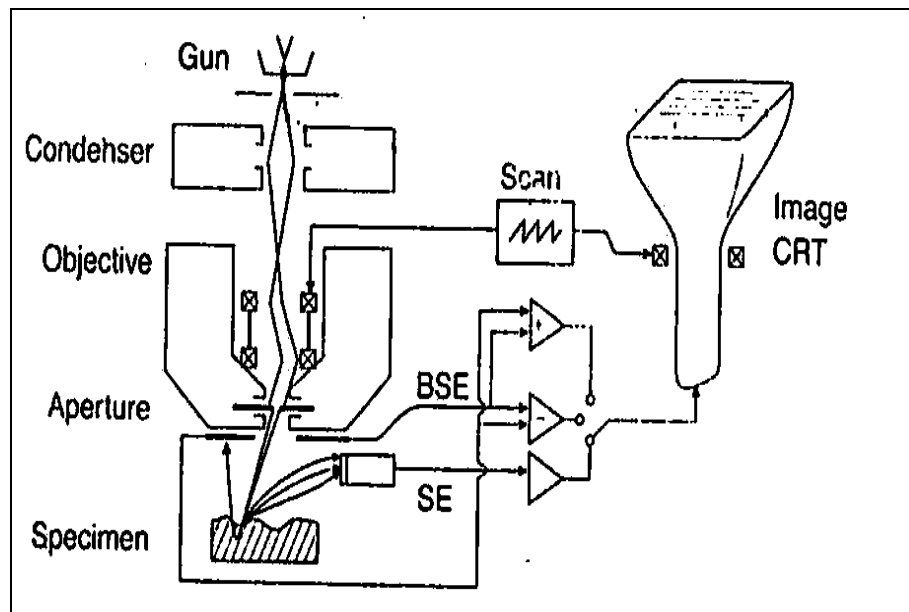 Gun
Condehser
Scan
Image
CRT
Objective
Aperture
BSE
SE
Specimen
+
-